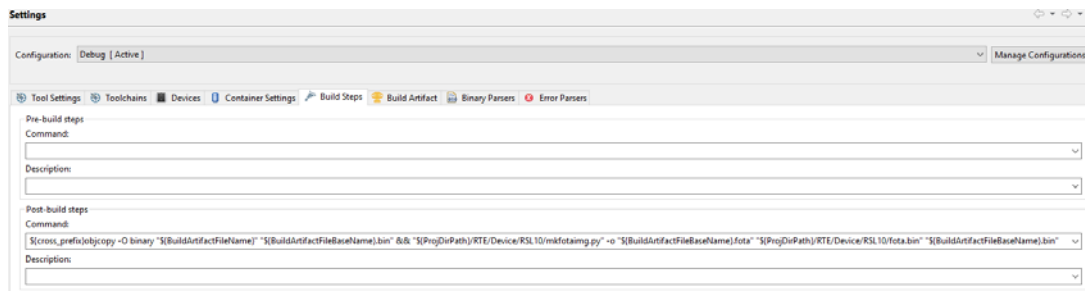 Settings
Configuration: Debug [ Active ] Manage Configurations
Tool Settings Toolchains Devices Container Settings Build Steps Build Artifact Binary Parsers Error Parsers
Pre-build steps
Command:
Description:
Post-build steps
Command:
${cross_prefix}objcopy -O binary "${BuildArtifactFileName}" "${BuildArtifactFileBaseName}.bin" && "${ProjDirPath}/RTE/Device/RSL10/mkfotaimg.py" -o "${BuildArtifactFileBaseName}.fota" "${ProjDirPath}/RTE/Device/RSL10/fota.bin" "${BuildArtifactFileBaseName}.bin"
Description: